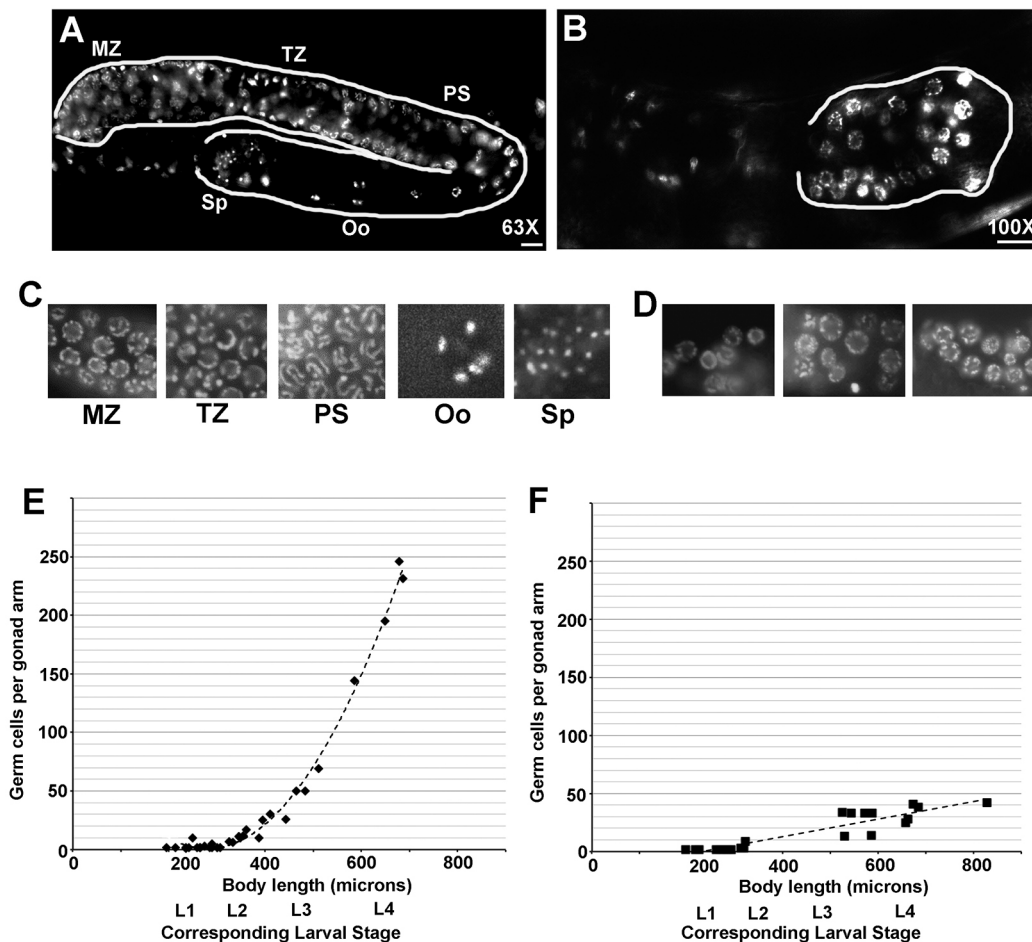 A
MZ
TZ
PS
Sp
Oo
63X
B
100X
C
MZ
TZ
PS
Oo
Sp
D
E
Germ cells per gonad arm
250
200
150
100
50
0
0
200
400
600
800
Body length (microns)
L1 L2 L3 L4
Corresponding Larval Stage
F
Germ cells per gonad arm
250
200
150
100
50
0
0
200
400
600
800
Body length (microns)
L1 L2 L3 L4
Corresponding Larval Stage